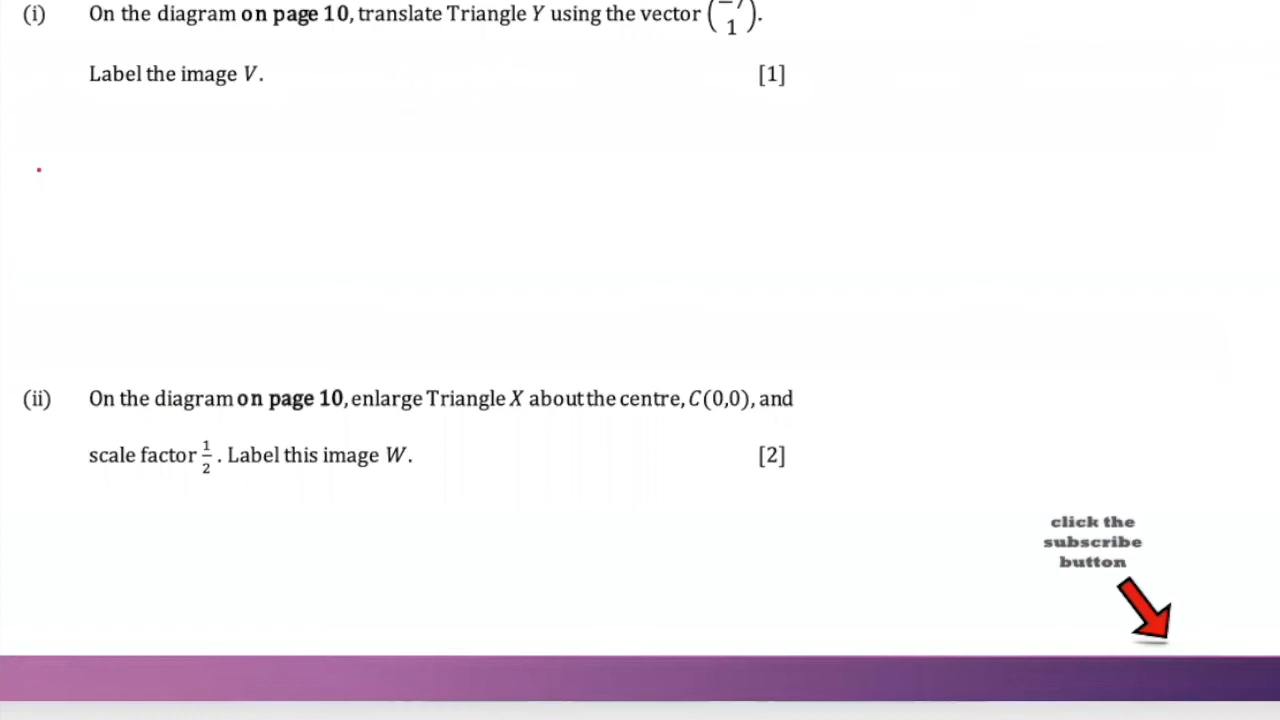 (i) On the diagram on page 10, translate Triangle Y using the vector ( 1 ).
Label the image V. [1]
(ii) On the diagram on page 10, enlarge Triangle X about the centre, C(0,0), and
scale factor 1/2 . Label this image W. [2]
click the
subscribe
button